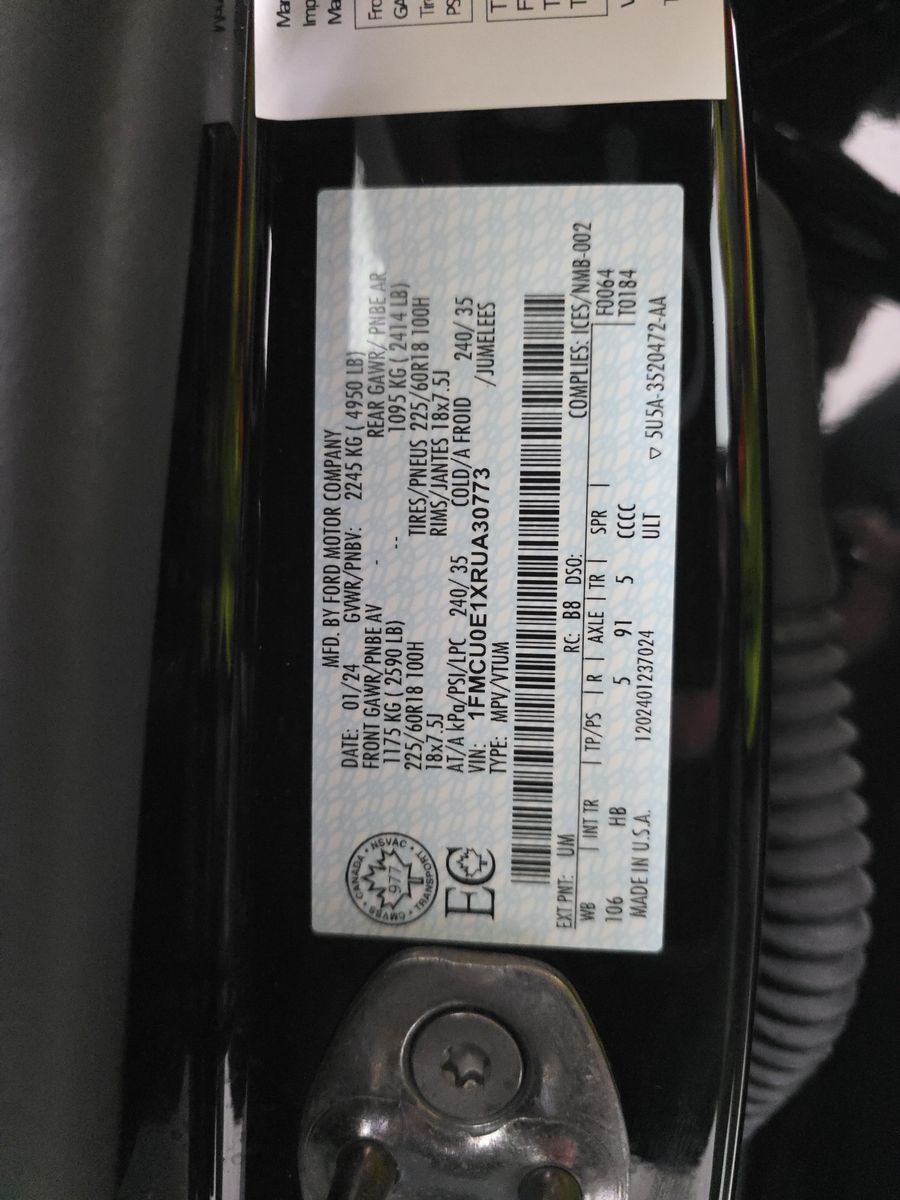 MFD. BY FORD MOTOR COMPANY
DATE: 01/24 GVWR/PNBV: 2245 KG ( 4950 LB)
FRONT GAWR/PNBE AV - REAR GAWR/ PNBE AR
1175 KG ( 2590 LB) -- 1095 KG ( 2414 LB)
225/60R18 100H TIRES/PNEUS 225/60R18 100H
18x7.5J RIMS/JANTES 18x7.5J
AT/A kPa/PSI/LPC 240/ 35 COLD/A FROID 240/ 35
VIN: 1FMCU0E1XRUA30773 /JUMELEES
TYPE: MPV/VTUM
CANADA • NSVAC • TRANSPORT • CMVSS •
977
EC
EXT PNT: UM RC: B8 DSO: COMPLIES: ICES/NMB-002
WB | INT TR | TP/PS | R | AXLE | TR | SPR | F0064
106 HB 5 91 5 CCCC T0184
MADE IN U.S.A. 1202401237024 ULT ▽ 5U5A-3520472-AA
Imp
Fro
GA
PS